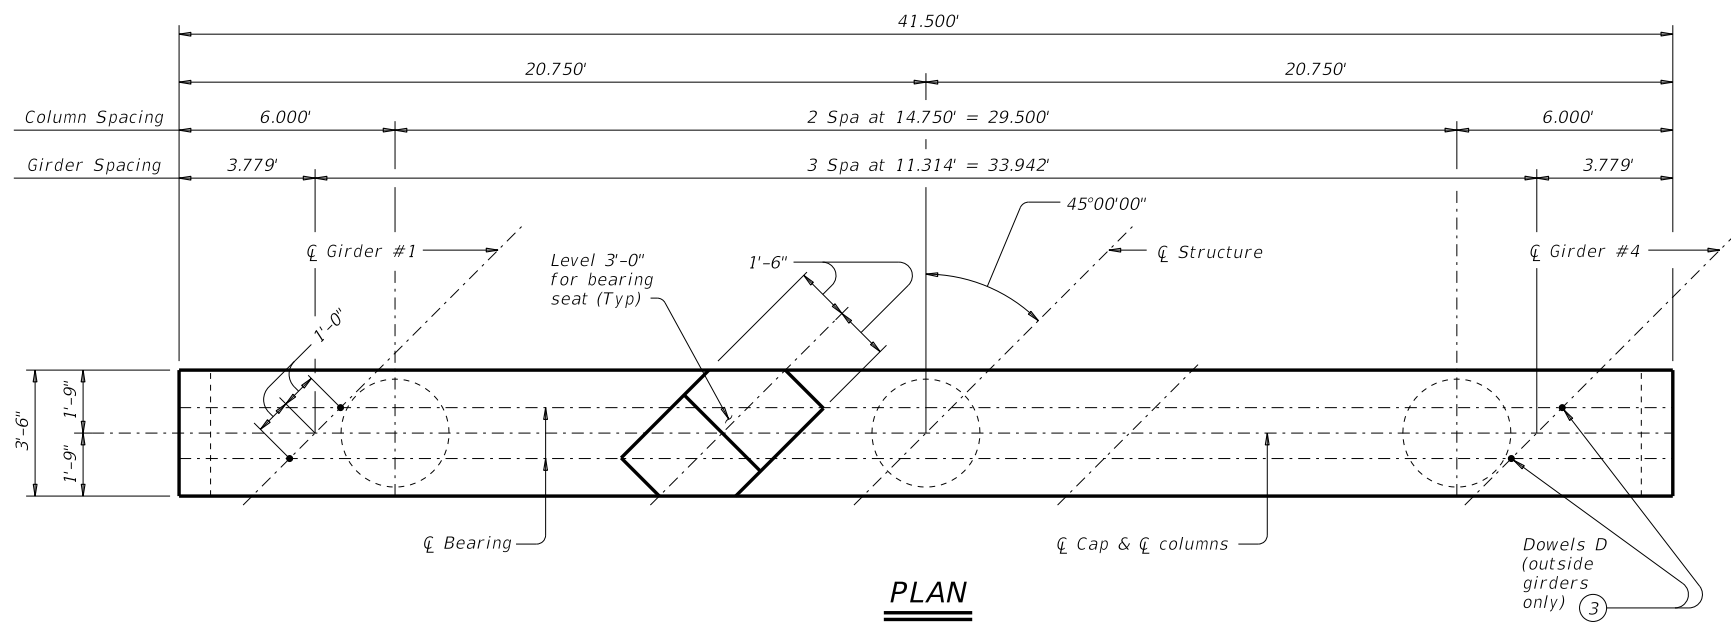 41.500'
20.750'
20.750'
Column Spacing
6.000'
2 Spa at 14.750' = 29.500'
6.000'
Girder Spacing
3.779'
3 Spa at 11.314' = 33.942'
3.779'
45°00'00"
℄ Girder #1
Level 3'-0"
for bearing
seat (Typ)
1'-6"
℄ Structure
℄ Girder #4
1'-0"
3'-6"
1'-9"
1'-9"
℄ Bearing
℄ Cap & ℄ columns
Dowels D
(outside
girders
only) 3
PLAN